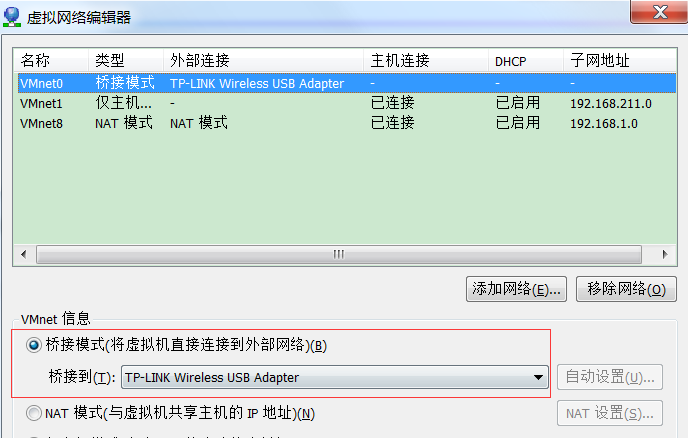 虚拟网络编辑器
名称 类型 外部连接 主机连接 DHCP 子网地址
VMnet0 桥接模式 TP-LINK Wireless USB Adapter - - -
VMnet1 仅主机... - 已连接 已启用 192.168.211.0
VMnet8 NAT 模式 NAT 模式 已连接 已启用 192.168.1.0
添加网络(E)... 移除网络(O)
VMnet 信息
桥接模式(将虚拟机直接连接到外部网络)(B)
桥接到(T): TP-LINK Wireless USB Adapter 自动设置(U)...
NAT 模式(与虚拟机共享主机的 IP 地址)(N) NAT 设置(S)...